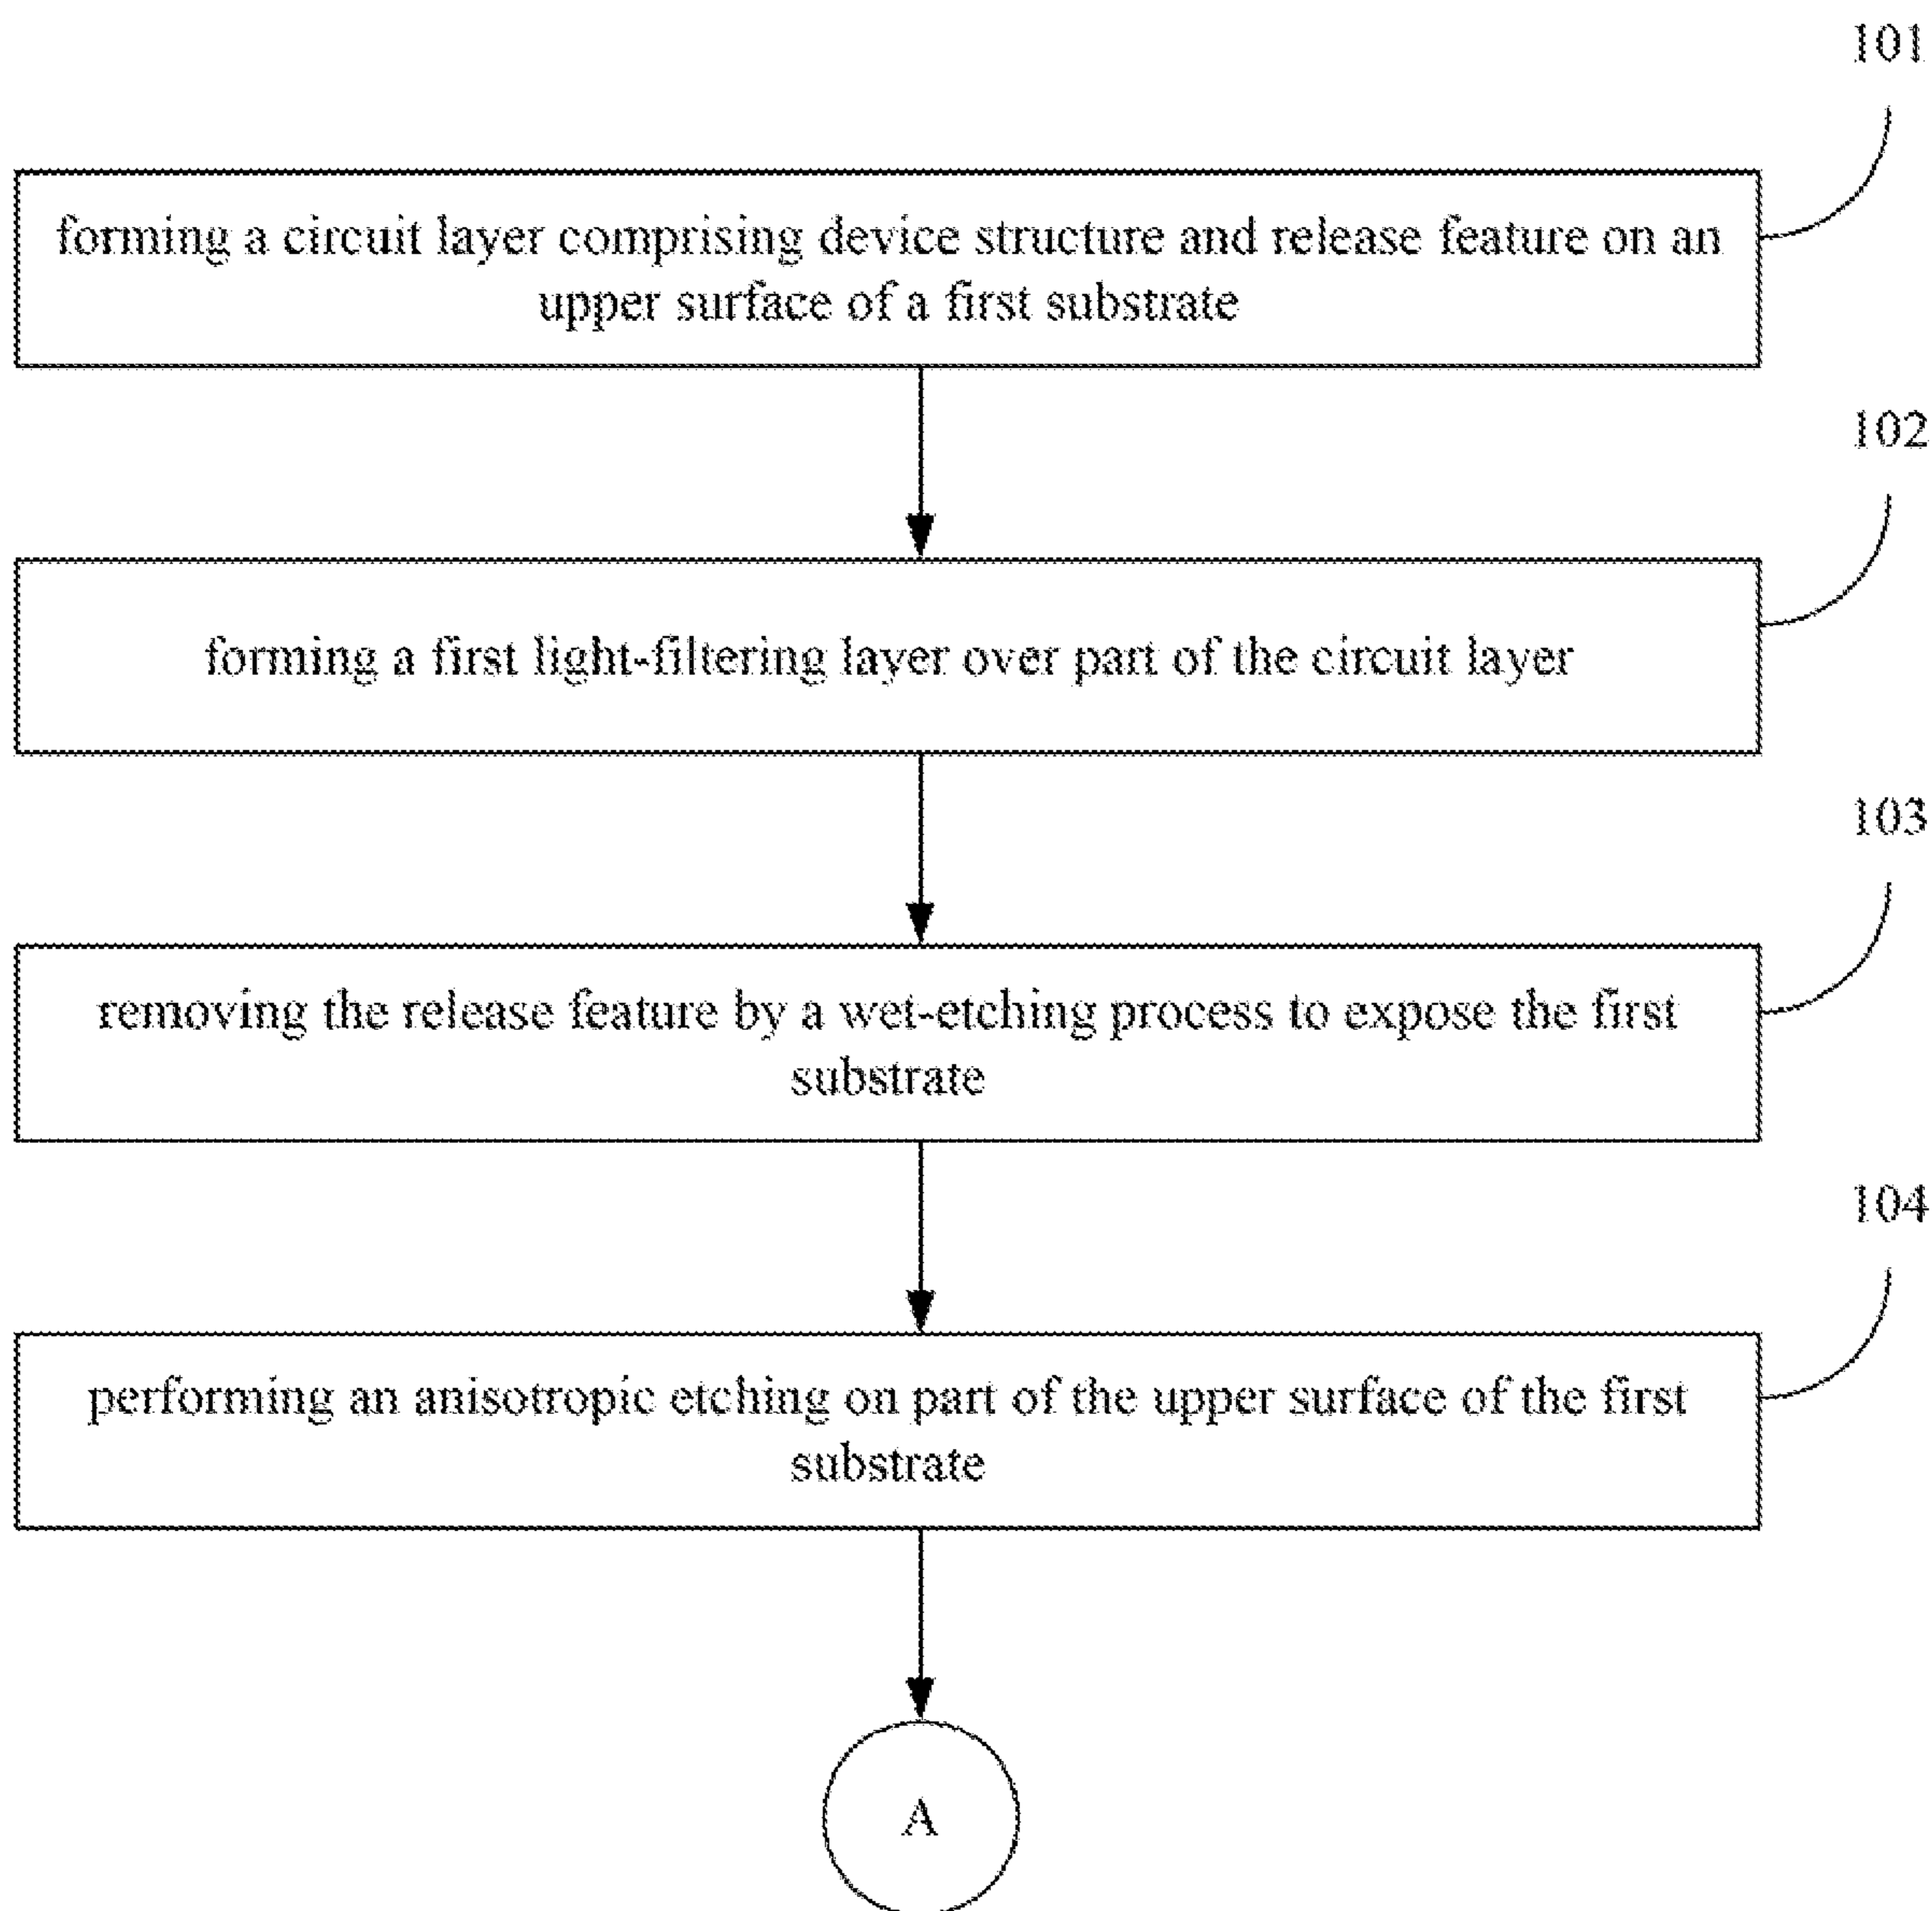 101
forming a circuit layer comprising device structure and release feature on an
upper surface of a first substrate
102
forming a first light-filtering layer over part of the circuit layer
103
removing the release feature by a wet-etching process to expose the first
substrate
104
performing an anisotropic etching on part of the upper surface of the first
substrate
A